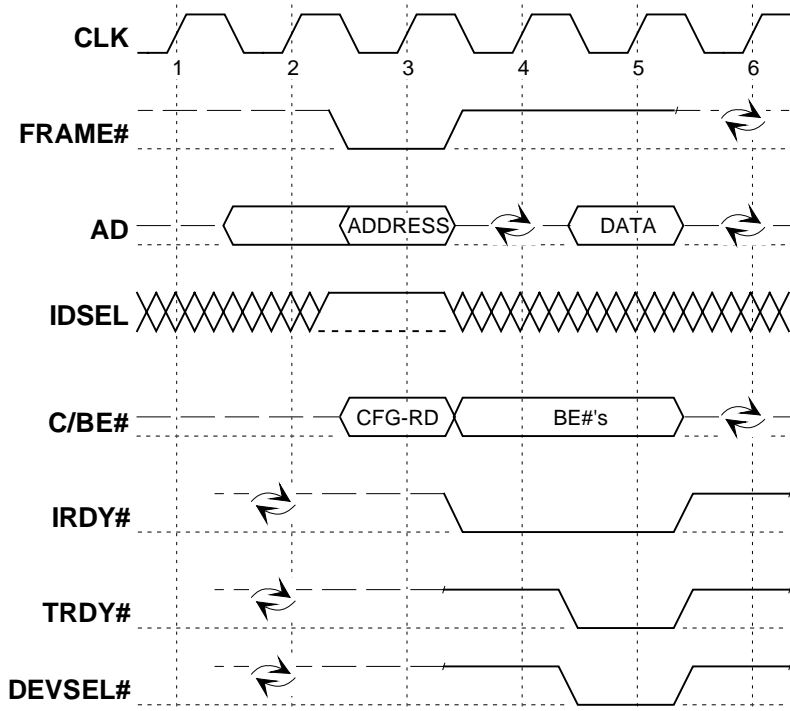 CLK
1 2 3 4 5 6
FRAME#
AD
ADDRESS
DATA
IDSEL
C/BE#
CFG-RD
BE#'s
IRDY#
TRDY#
DEVSEL#